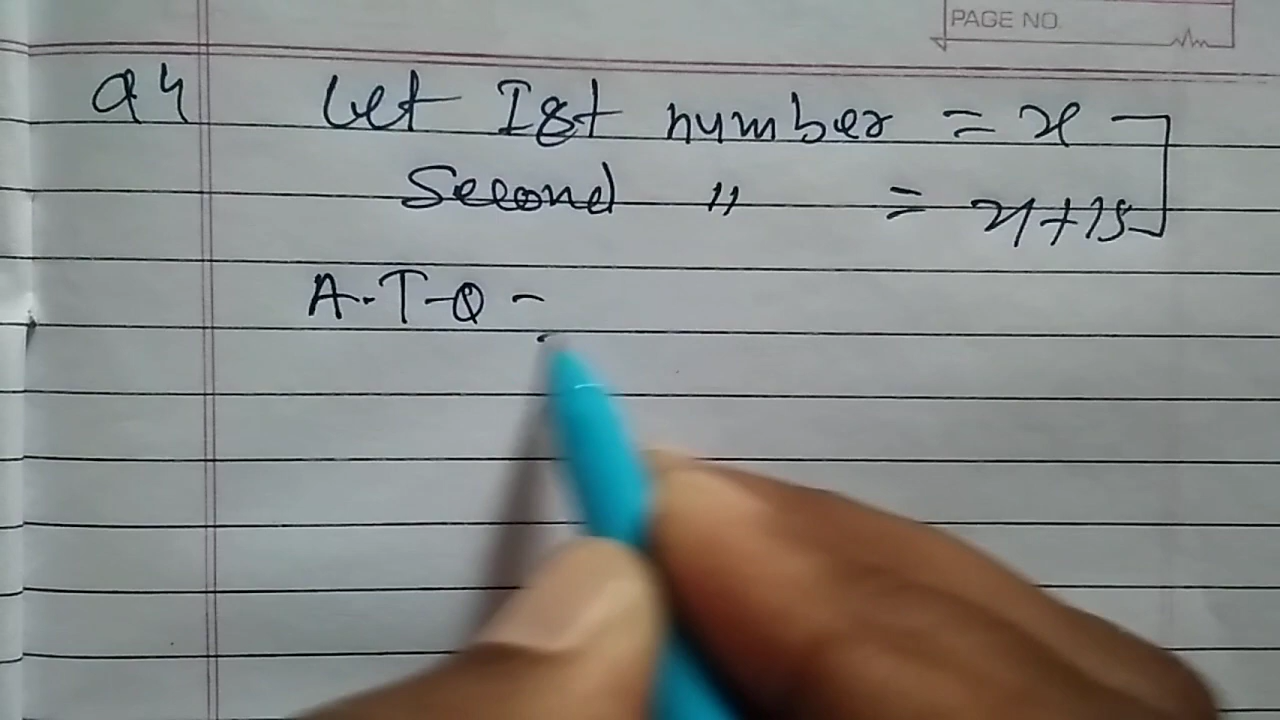 PAGE NO
Q4 Let Ist number = x
Second " = x+15
A.T-Q -